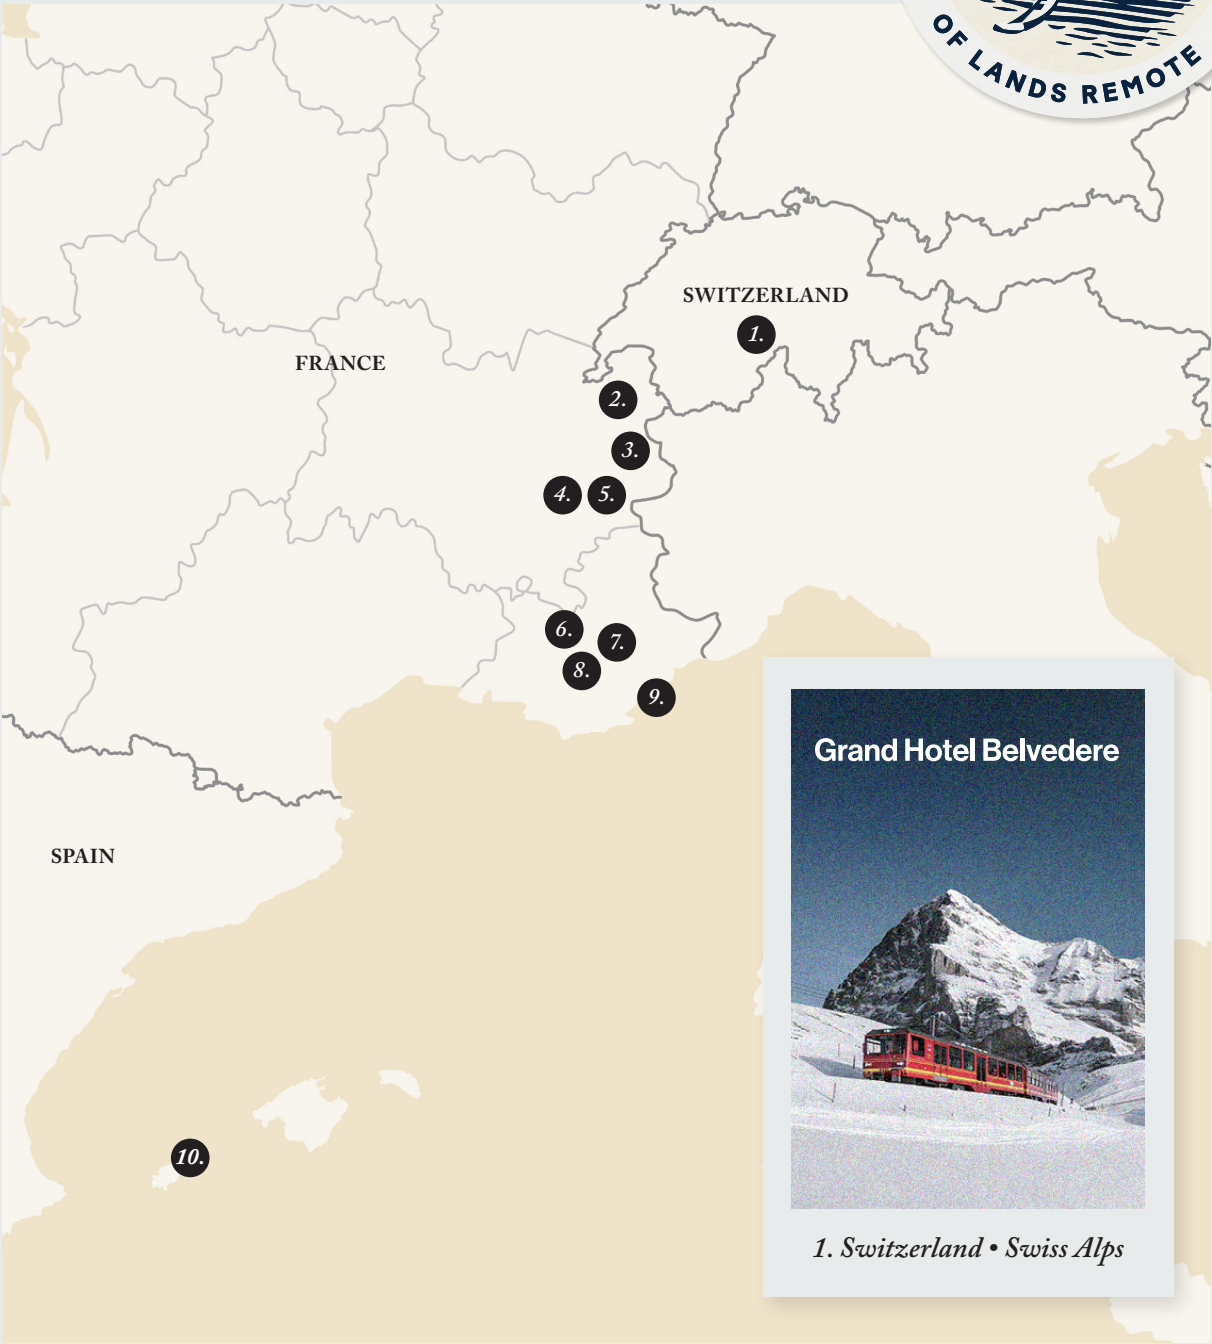 OF LANDS REMOTE
SWITZERLAND
1.
FRANCE
2.
3.
4. 5.
6.
7.
8.
9.
Grand Hotel Belvedere
SPAIN
10.
1. Switzerland • Swiss Alps